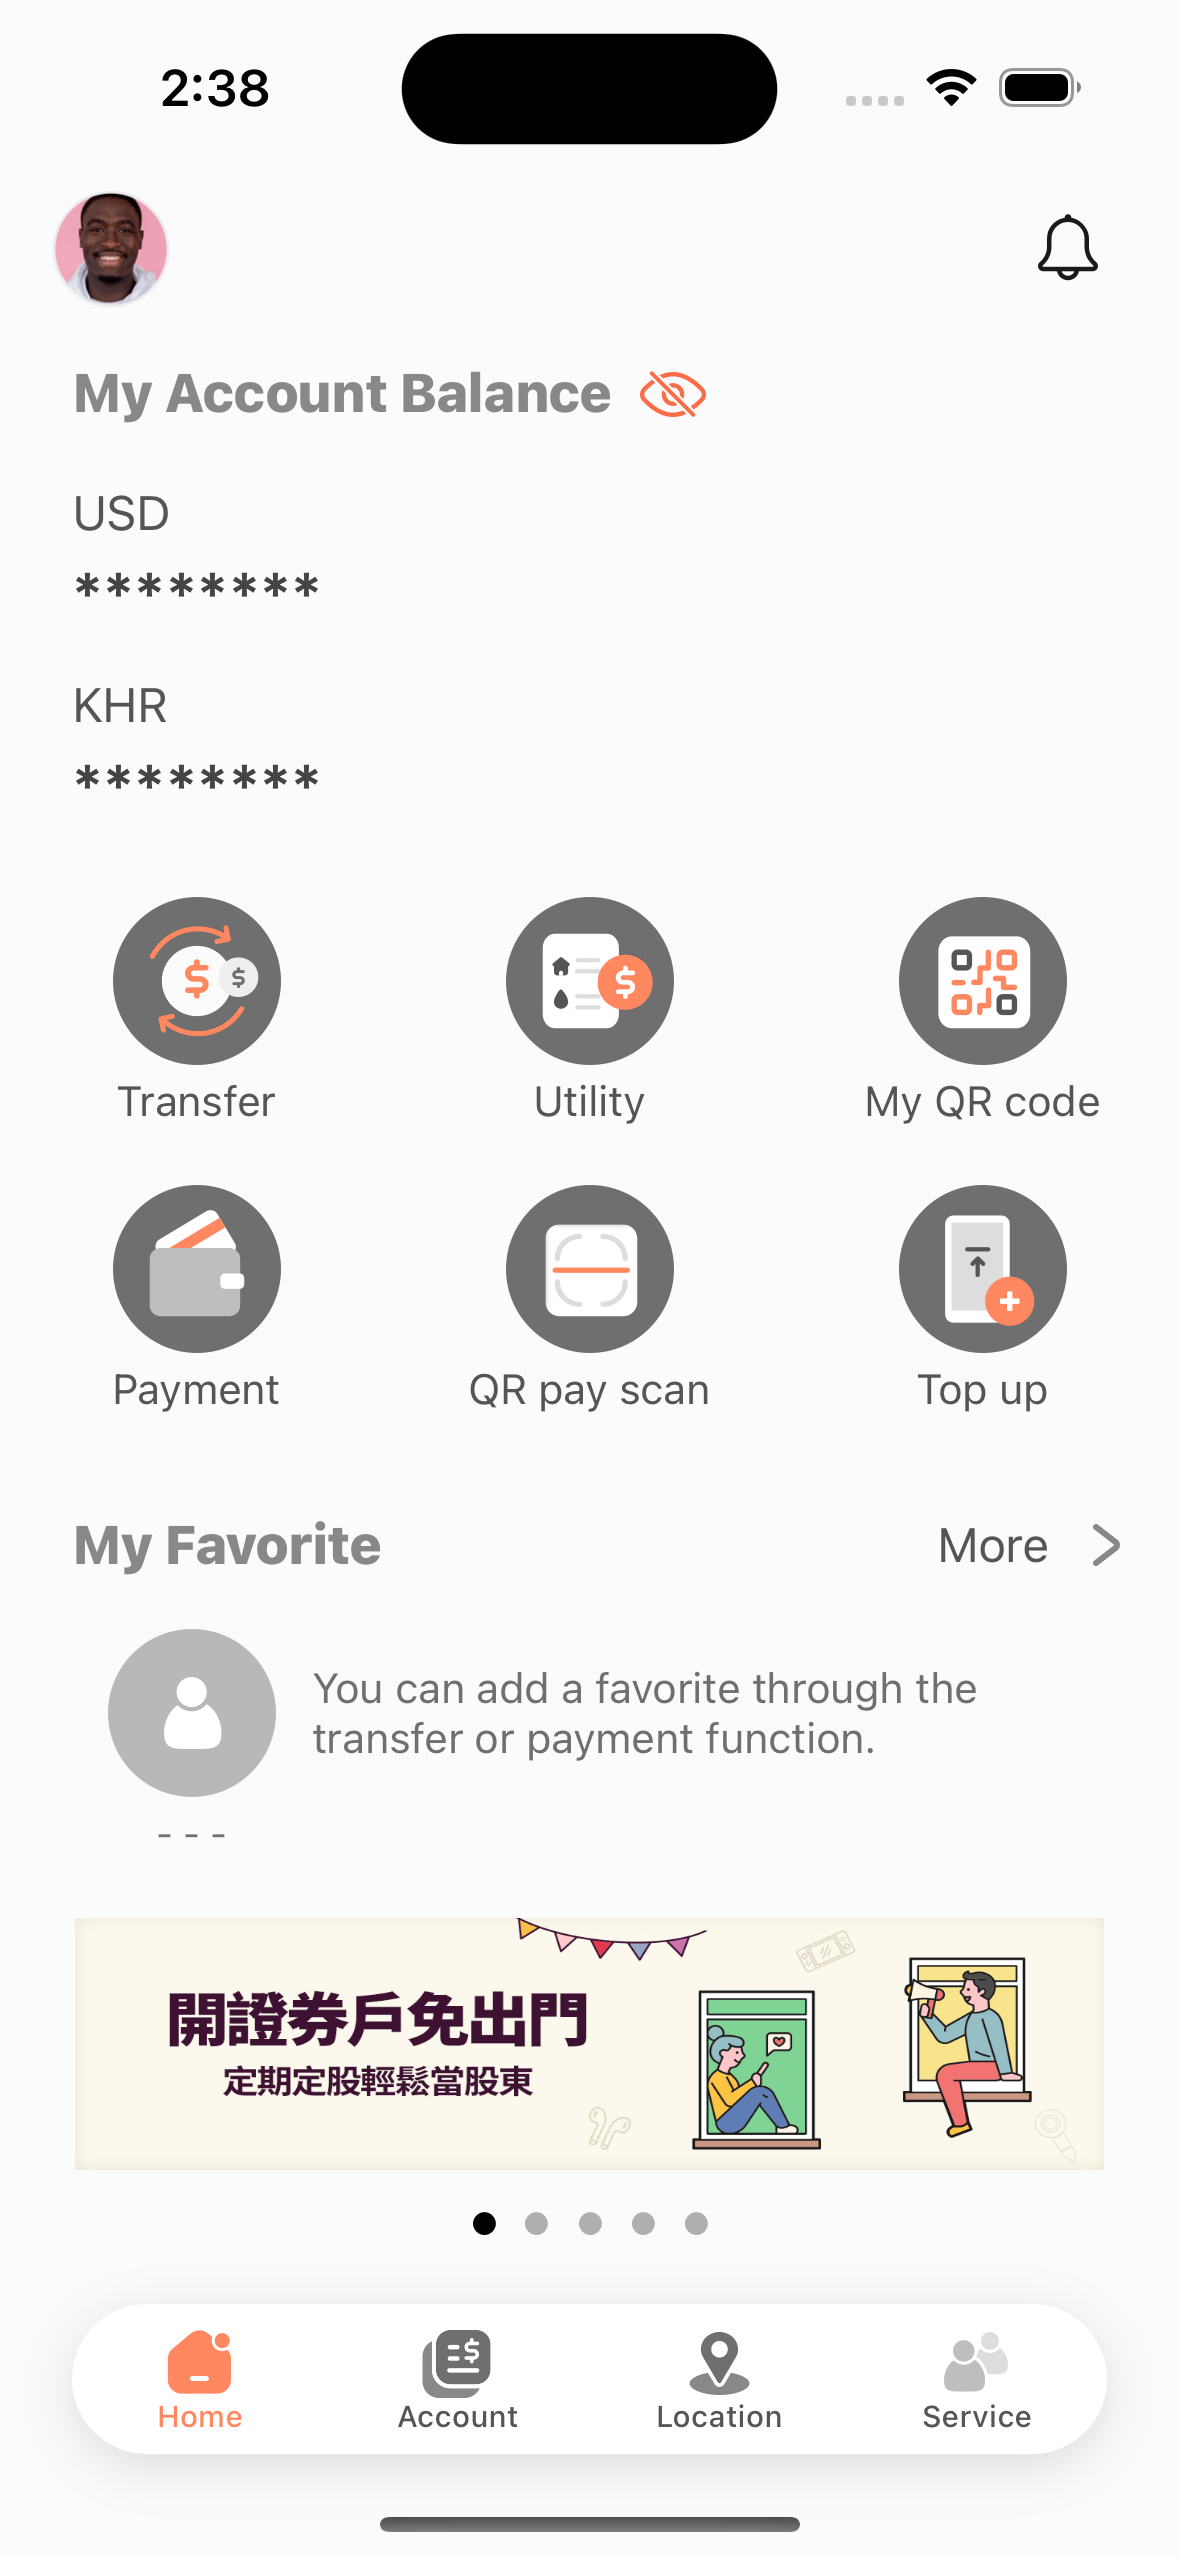 2:38
My Account Balance
USD
********
KHR
********
Transfer
Utility
My QR code
Payment
QR pay scan
Top up
My Favorite
More
You can add a favorite through the
transfer or payment function.
- - -
開證券戶免出門
定期定股輕鬆當股東
Home
Account
Location
Service